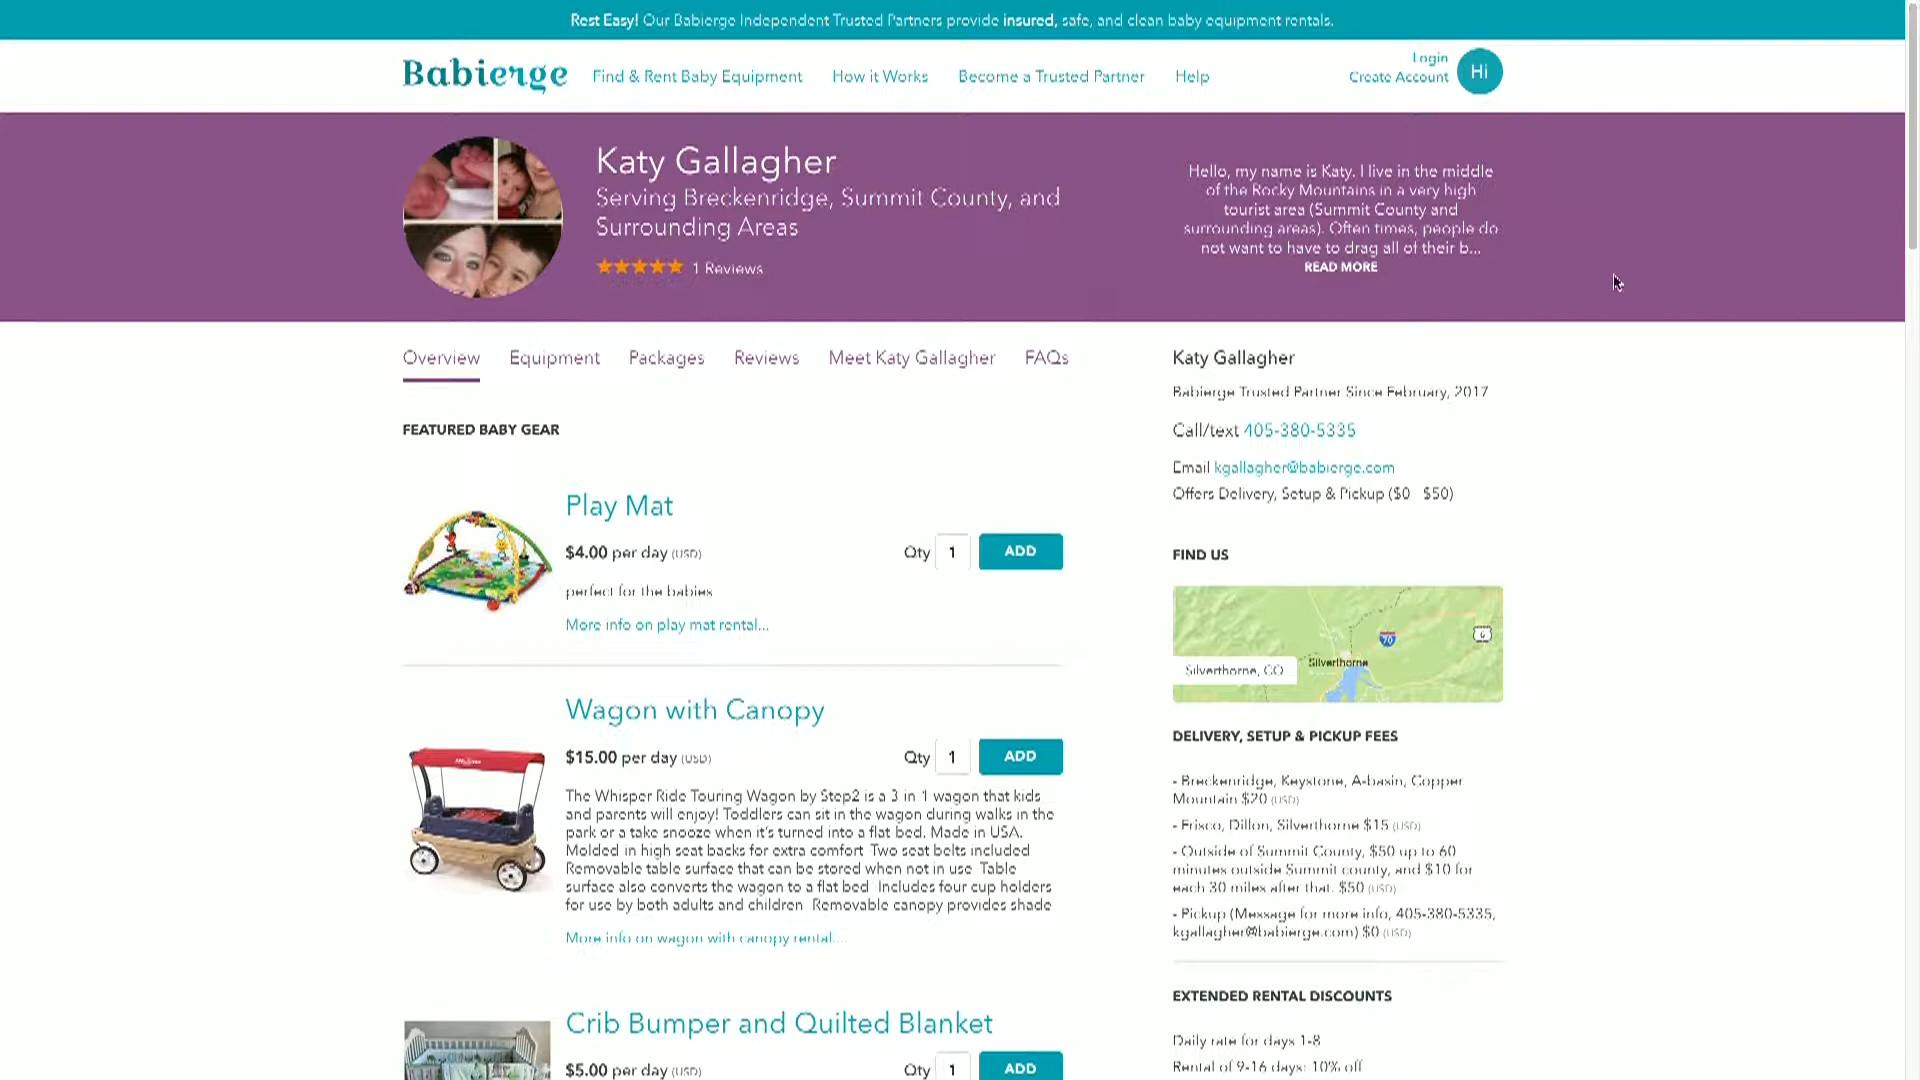 Rest Easy! Our Babierge Independent Trusted Partners provide insured, safe, and clean baby equipment rentals.
Babierge
Find & Rent Baby Equipment
How it Works
Become a Trusted Partner
Help
Login
Create Account
Hi
Katy Gallagher
Serving Breckenridge, Summit County, and
Surrounding Areas
1 Reviews
Hello, my name is Katy. I live in the middle
of the Rocky Mountains in a very high
tourist area (Summit County and
surrounding areas). Often times, people do
not want to have to drag all of their b...
READ MORE
Overview
Equipment
Packages
Reviews
Meet Katy Gallagher
FAQs
FEATURED BABY GEAR
Play Mat
$4.00 per day (USD)
Qty 1 ADD
perfect for the babies
More info on play mat rental...
Wagon with Canopy
$15.00 per day (USD)
Qty 1 ADD
The Whisper Ride Touring Wagon by Step2 is a 3 in 1 wagon that kids
and parents will enjoy! Toddlers can sit in the wagon during walks in the
park or a take snooze when it's turned into a flat bed. Made in USA.
Molded in high seat backs for extra comfort Two seat belts included
Removable table surface that can be stored when not in use Table
surface also converts the wagon to a flat bed Includes four cup holders
for use by both adults and children Removable canopy provides shade
More info on wagon with canopy rental...
Crib Bumper and Quilted Blanket
$5.00 per day (USD)
Qty 1 ADD
Katy Gallagher
Babierge Trusted Partner Since February, 2017
Call/text 405-380-5335
Email kgallagher@babierge.com
Offers Delivery, Setup & Pickup ($0 $50)
FIND US
70
6
Silverthorne
Silverthorne, CO
DELIVERY, SETUP & PICKUP FEES
- Breckenridge, Keystone, A-basin, Copper
Mountain $20 (USD)
- Frisco, Dillon, Silverthorne $15 (USD)
- Outside of Summit County, $50 up to 60
minutes outside Summit county, and $10 for
each 30 miles after that. $50 (USD)
- Pickup (Message for more info, 405-380-5335,
kgallagher@babierge.com) $0 (USD)
EXTENDED RENTAL DISCOUNTS
Daily rate for days 1-8
Rental of 9-16 days: 10% off